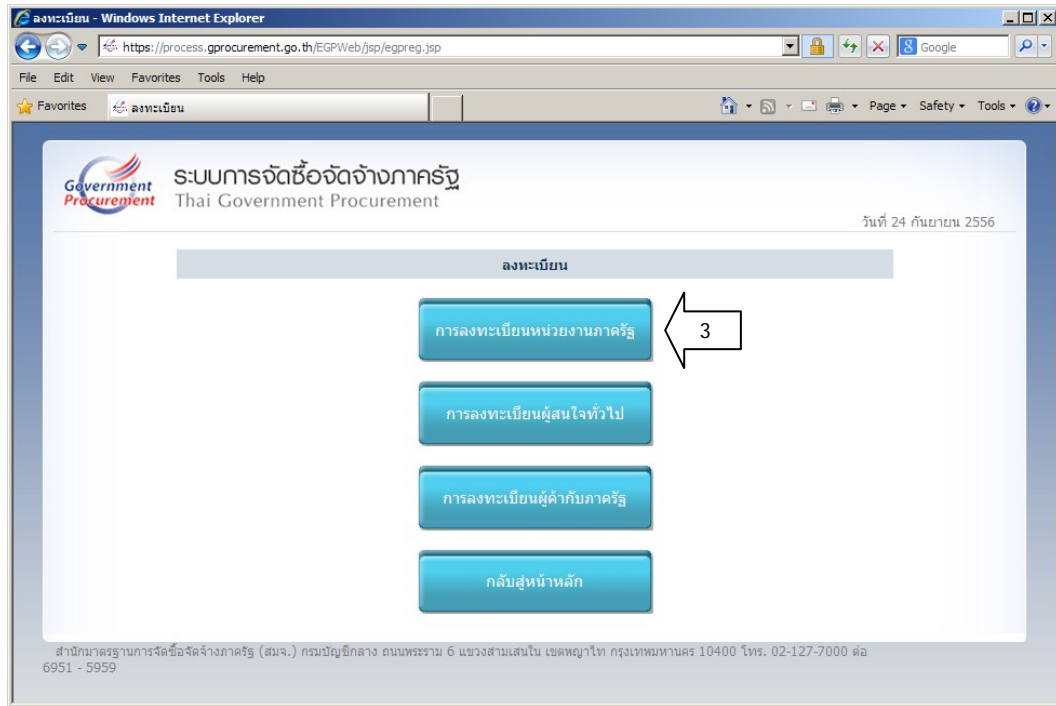 ลงทะเบียน - Windows Internet Explorer
https://process.gprocurement.go.th/EGPWeb/jsp/egpreg.jsp
Google
File Edit View Favorites Tools Help
Favorites ลงทะเบียน Page Safety Tools
Government
Procurement
ระบบการจัดซื้อจัดจ้างภาครัฐ
Thai Government Procurement
วันที่ 24 กันยายน 2556
ลงทะเบียน
การลงทะเบียนหน่วยงานภาครัฐ
3
การลงทะเบียนผู้สนใจทั่วไป
การลงทะเบียนผู้ค้ากับภาครัฐ
กลับสู่หน้าหลัก
สำนักมาตรฐานการจัดซื้อจัดจ้างภาครัฐ (สมจ.) กรมบัญชีกลาง ถนนพระราม 6 แขวงสามเสนใน เขตพญาไท กรุงเทพมหานคร 10400 โทร. 02-127-7000 ต่อ
6951 - 5959